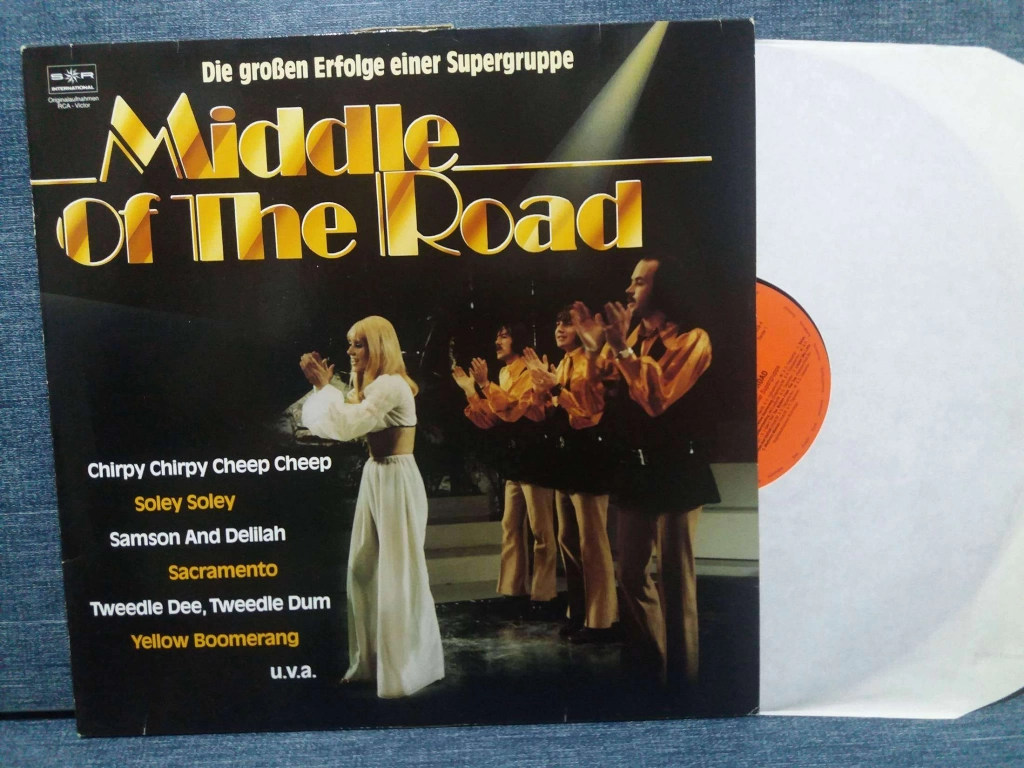 Die großen Erfolge einer Supergruppe
S R
INTERNATIONAL
Originalaufnahmen
RCA - Victor
Middle
Of The Road
Chirpy Chirpy Cheep Cheep
Soley Soley
Samson And Delilah
Sacramento
Tweedle Dee, Tweedle Dum
Yellow Boomerang
u.v.a.